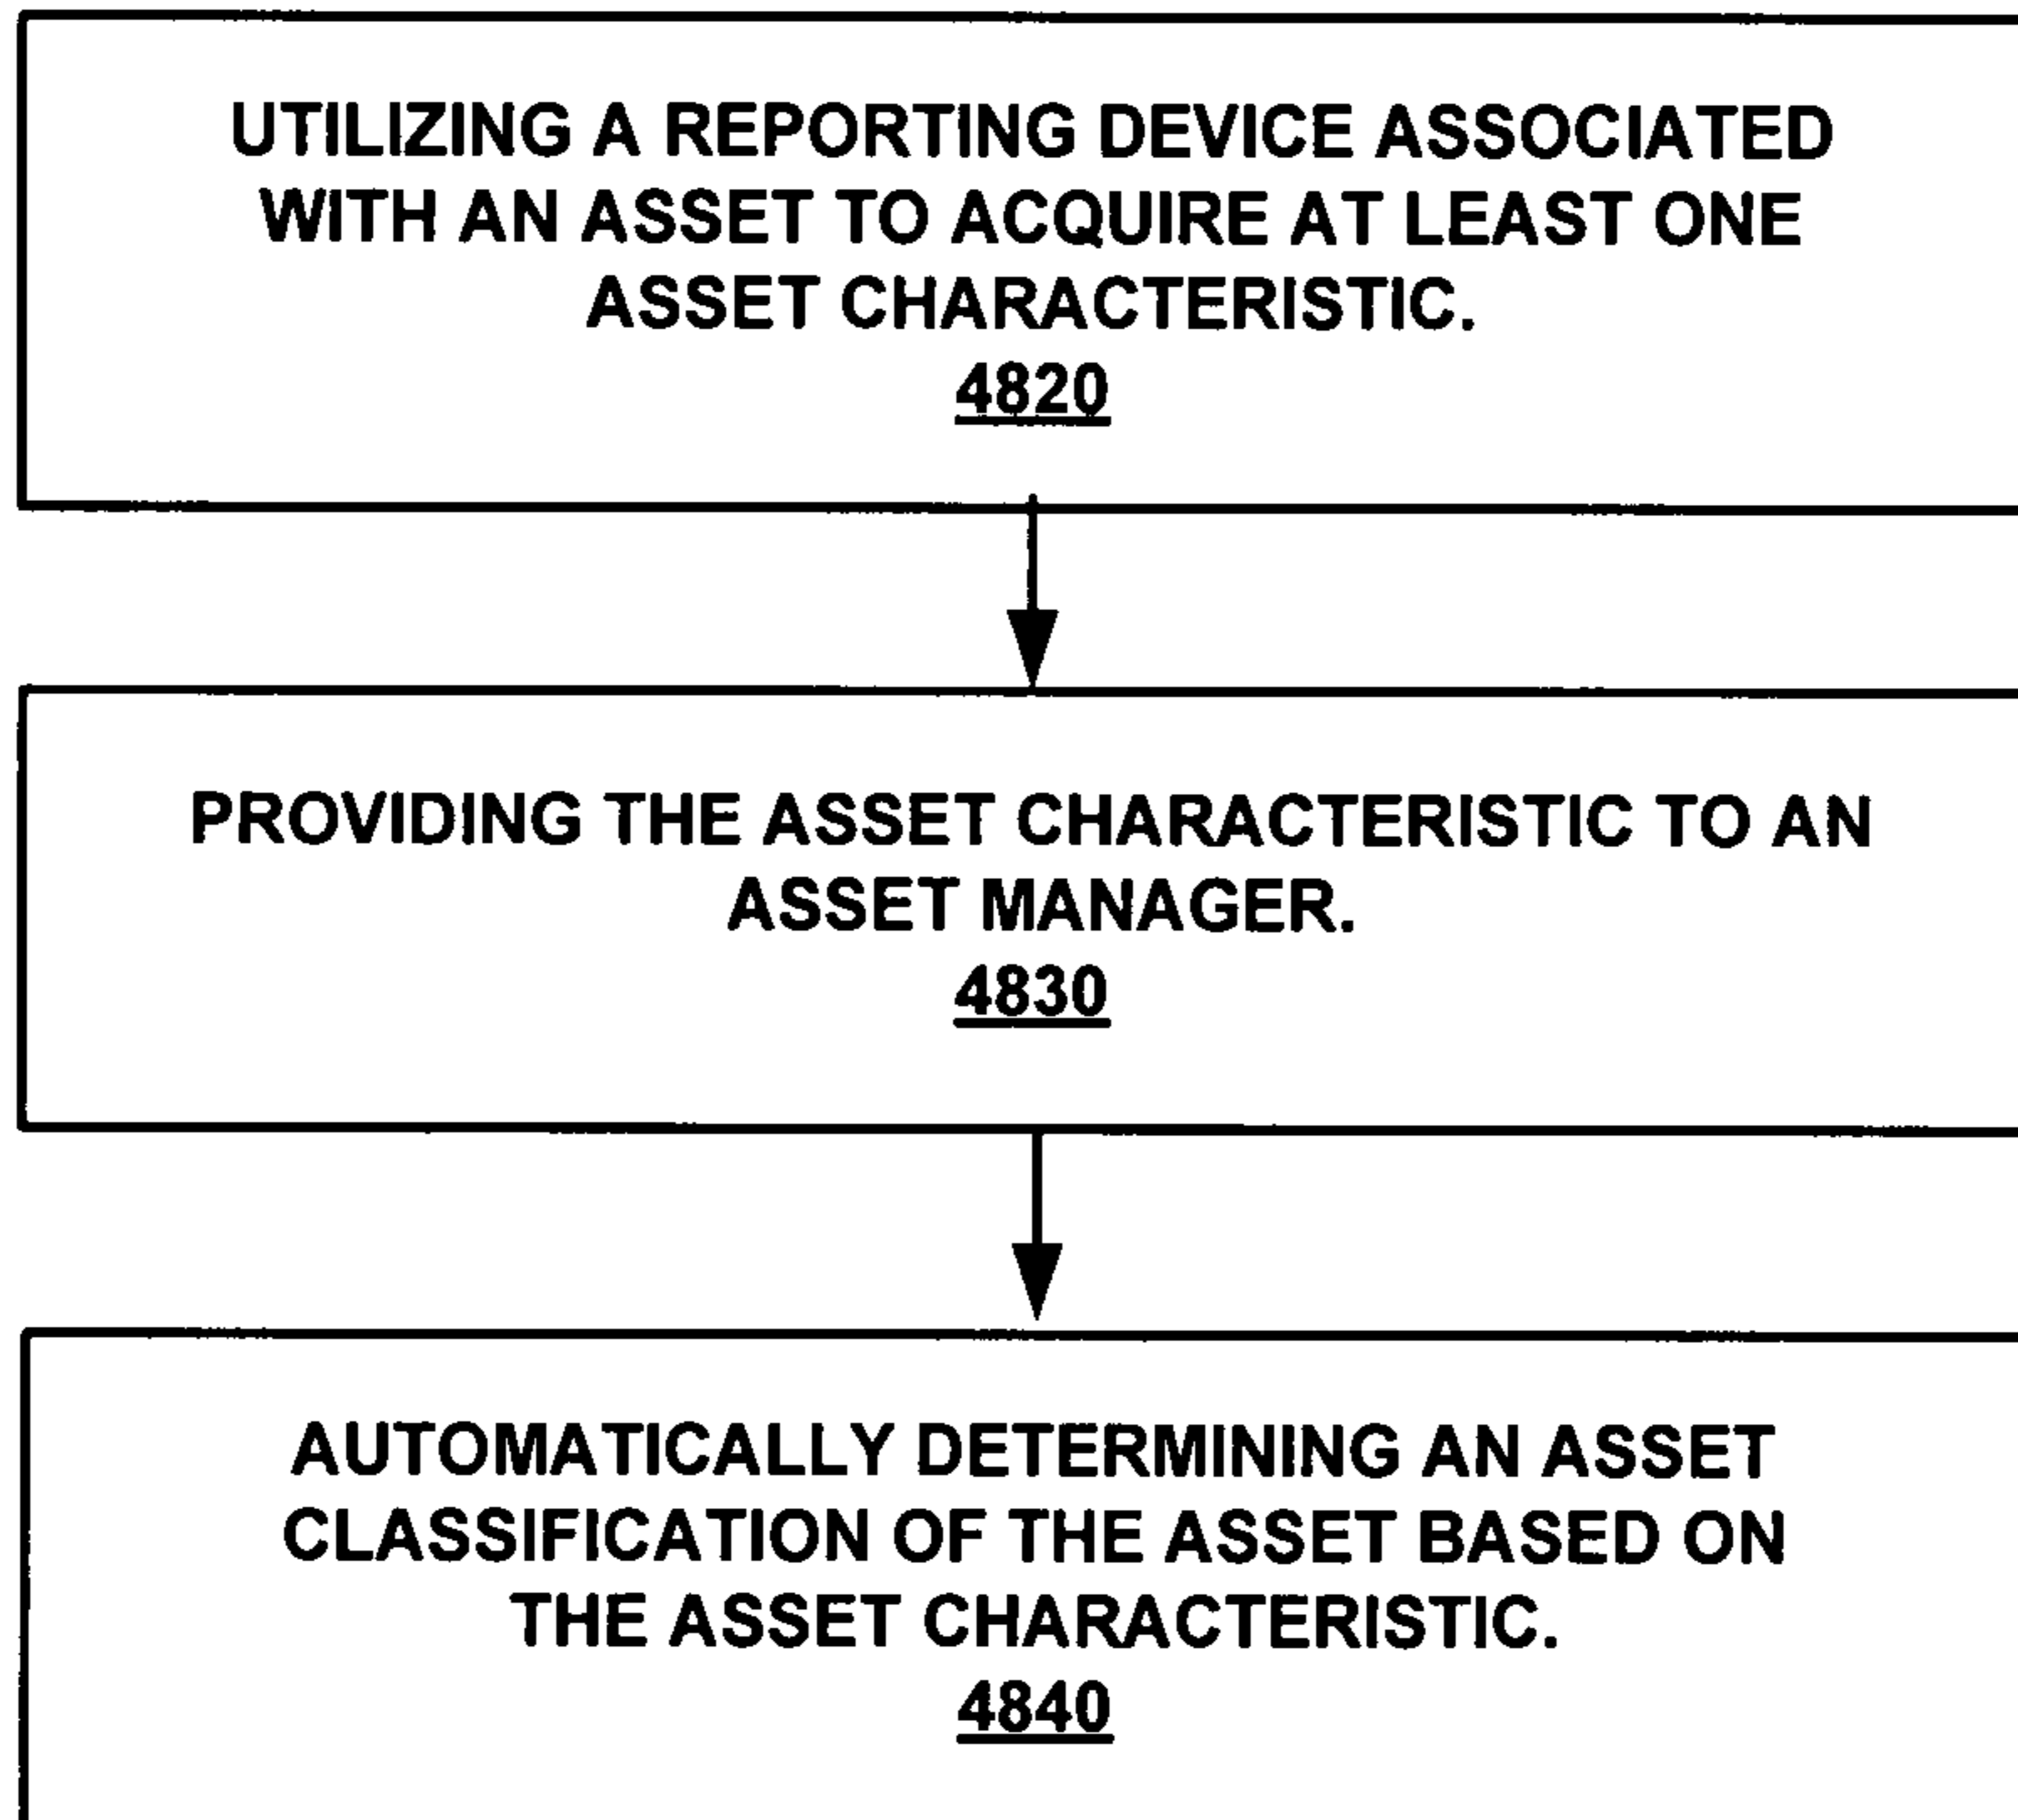 UTILIZING A REPORTING DEVICE ASSOCIATED
WITH AN ASSET TO ACQUIRE AT LEAST ONE
ASSET CHARACTERISTIC.
4820
PROVIDING THE ASSET CHARACTERISTIC TO AN
ASSET MANAGER.
4830
AUTOMATICALLY DETERMINING AN ASSET
CLASSIFICATION OF THE ASSET BASED ON
THE ASSET CHARACTERISTIC.
4840